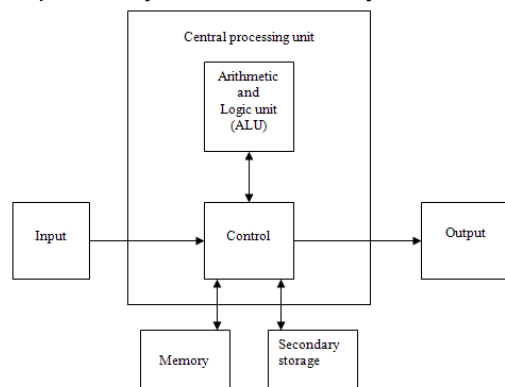 Central processing unit
Arithmetic
and
Logic unit
(ALU)
Input
Control
Output
Memory
Secondary
storage